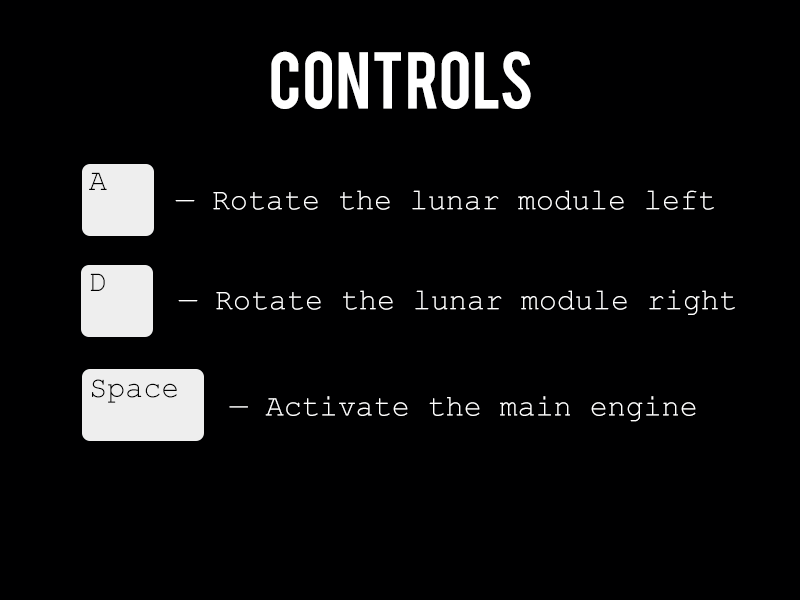 CONTROLS
A — Rotate the lunar module left
D — Rotate the lunar module right
Space — Activate the main engine